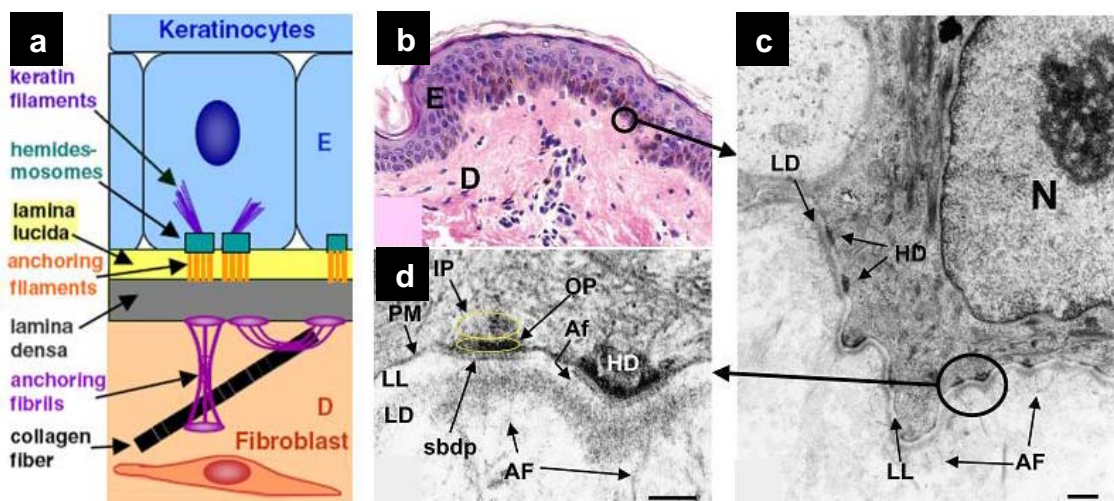 a
Keratinocytes
keratin
filaments
E
hemides-
mosomes
lamina
lucida
anchoring
filaments
lamina
densa
anchoring
fibrils
D
collagen
fiber
Fibroblast
b
E
D
c
LD
HD
N
LL
AF
d
IP
OP
PM
Af
HD
LL
LD
sbdp
AF